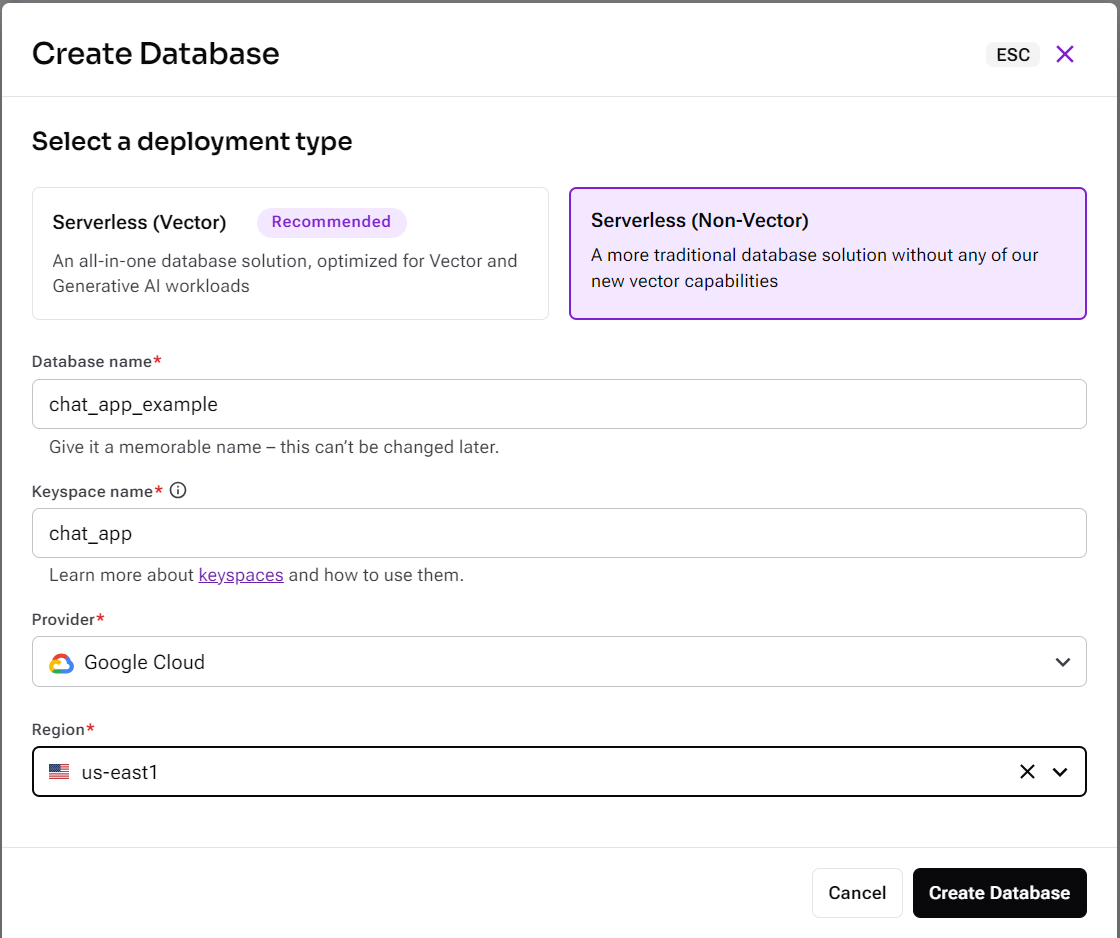 Create Database
ESC
Select a deployment type
Serverless (Vector) Recommended
An all-in-one database solution, optimized for Vector and
Generative AI workloads
Serverless (Non-Vector)
A more traditional database solution without any of our
new vector capabilities
Database name*
chat_app_example
Give it a memorable name – this can’t be changed later.
Keyspace name*
chat_app
Learn more about keyspaces and how to use them.
Provider*
Google Cloud
Region*
us-east1
Cancel
Create Database